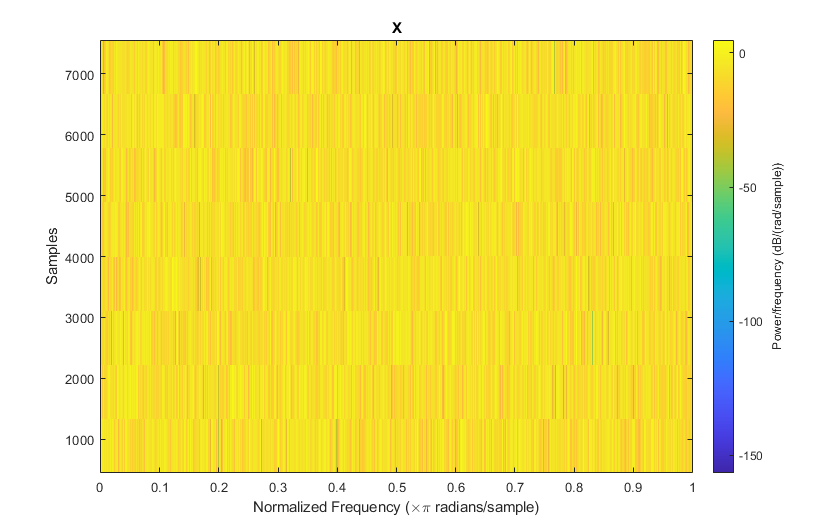 X
7000
6000
5000
4000
3000
2000
1000
Samples
0 0.1 0.2 0.3 0.4 0.5 0.6 0.7 0.8 0.9 1
Normalized Frequency (×π radians/sample)
0
-50
-100
-150
Power/frequency (dB/(rad/sample))